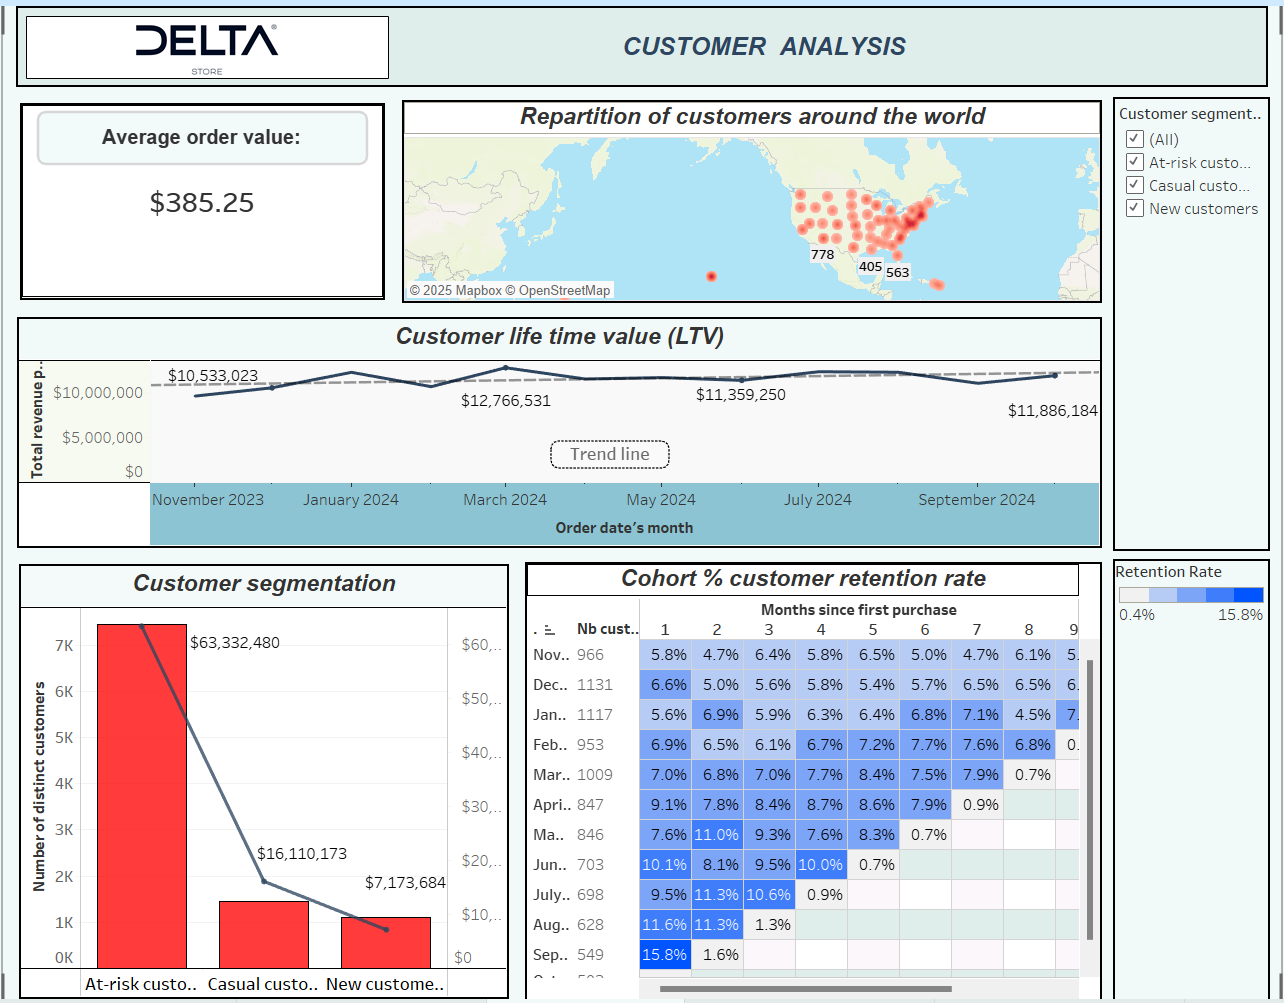 DELTA®
STORE
CUSTOMER ANALYSIS
Average order value:
$385.25
Repartition of customers around the world
778
405
563
© 2025 Mapbox © OpenStreetMap
Customer segment..
(All)
At-risk custo...
Casual custo...
New customers
Customer life time value (LTV)
Total revenue p..
$10,000,000
$5,000,000
$0
$10,533,023
$12,766,531
$11,359,250
$11,886,184
Trend line
November 2023 January 2024 March 2024 May 2024 July 2024 September 2024
Order date's month
Customer segmentation
Number of distinct customers
7K
6K
5K
4K
3K
2K
1K
0K
$63,332,480
$16,110,173
$7,173,684
$60,..
$50,..
$40,..
$30,..
$20,..
$10,..
$0
At-risk custo.. Casual custo.. New custome..
Cohort % customer retention rate
Months since first purchase
. Nb cust.. 1 2 3 4 5 6 7 8 9
Nov.. 966 5.8% 4.7% 6.4% 5.8% 6.5% 5.0% 4.7% 6.1% 5.
Dec.. 1131 6.6% 5.0% 5.6% 5.8% 5.4% 5.7% 6.5% 6.5% 6.
Jan.. 1117 5.6% 6.9% 5.9% 6.3% 6.4% 6.8% 7.1% 4.5% 7.
Feb.. 953 6.9% 6.5% 6.1% 6.7% 7.2% 7.7% 7.6% 6.8% 0.
Mar.. 1009 7.0% 6.8% 7.0% 7.7% 8.4% 7.5% 7.9% 0.7%
Apri.. 847 9.1% 7.8% 8.4% 8.7% 8.6% 7.9% 0.9%
Ma.. 846 7.6% 11.0% 9.3% 7.6% 8.3% 0.7%
Jun.. 703 10.1% 8.1% 9.5% 10.0% 0.7%
July.. 698 9.5% 11.3% 10.6% 0.9%
Aug.. 628 11.6% 11.3% 1.3%
Sep.. 549 15.8% 1.6%
Retention Rate
0.4% 15.8%